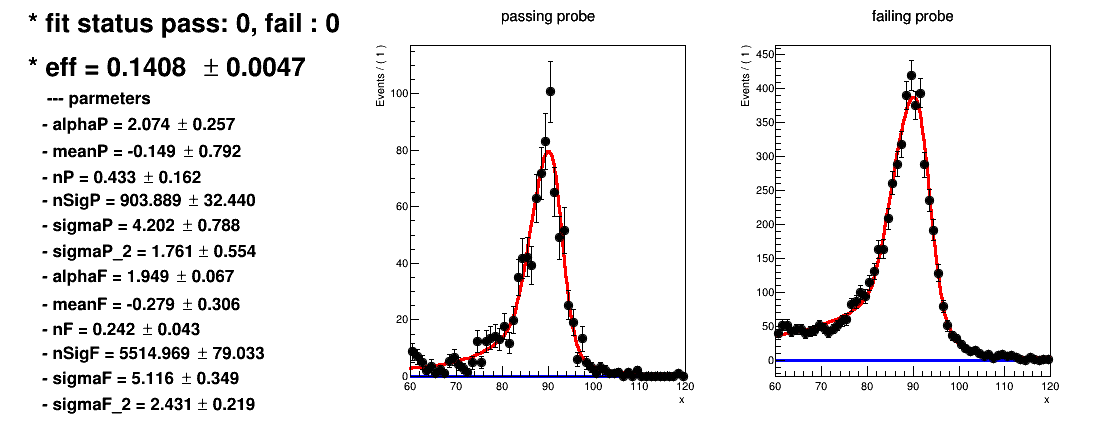 * fit status pass: 0, fail : 0
* eff = 0.1408 ± 0.0047
--- parmeters
- alphaP = 2.074 ± 0.257
- meanP = -0.149 ± 0.792
- nP = 0.433 ± 0.162
- nSigP = 903.889 ± 32.440
- sigmaP = 4.202 ± 0.788
- sigmaP_2 = 1.761 ± 0.554
- alphaF = 1.949 ± 0.067
- meanF = -0.279 ± 0.306
- nF = 0.242 ± 0.043
- nSigF = 5514.969 ± 79.033
- sigmaF = 5.116 ± 0.349
- sigmaF_2 = 2.431 ± 0.219
passing probe
Events / ( 1 )
100
80
60
40
20
0
60 70 80 90 100 110 120
x
failing probe
Events / ( 1 )
450
400
350
300
250
200
150
100
50
0
60 70 80 90 100 110 120
x